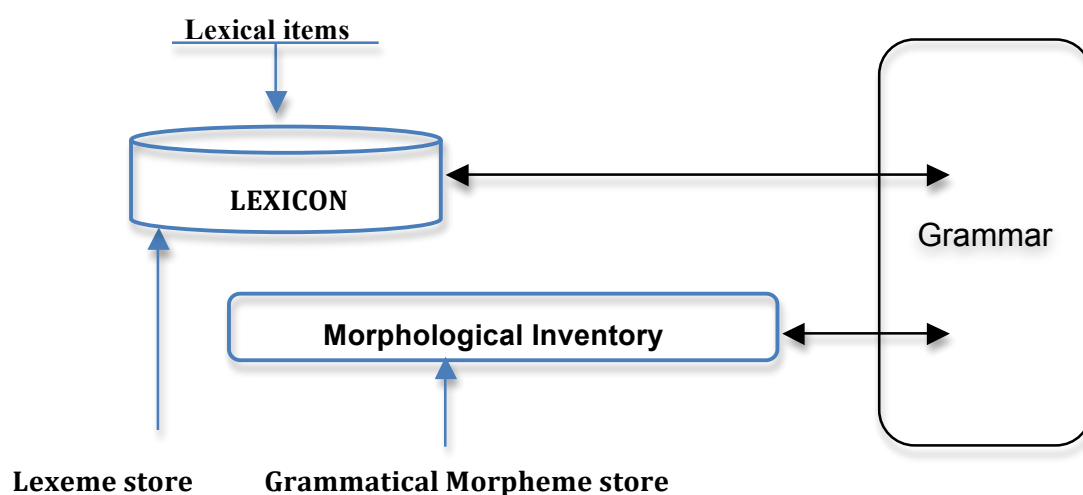 Lexical items
LEXICON
Grammar
Morphological Inventory
Lexeme store
Grammatical Morpheme store